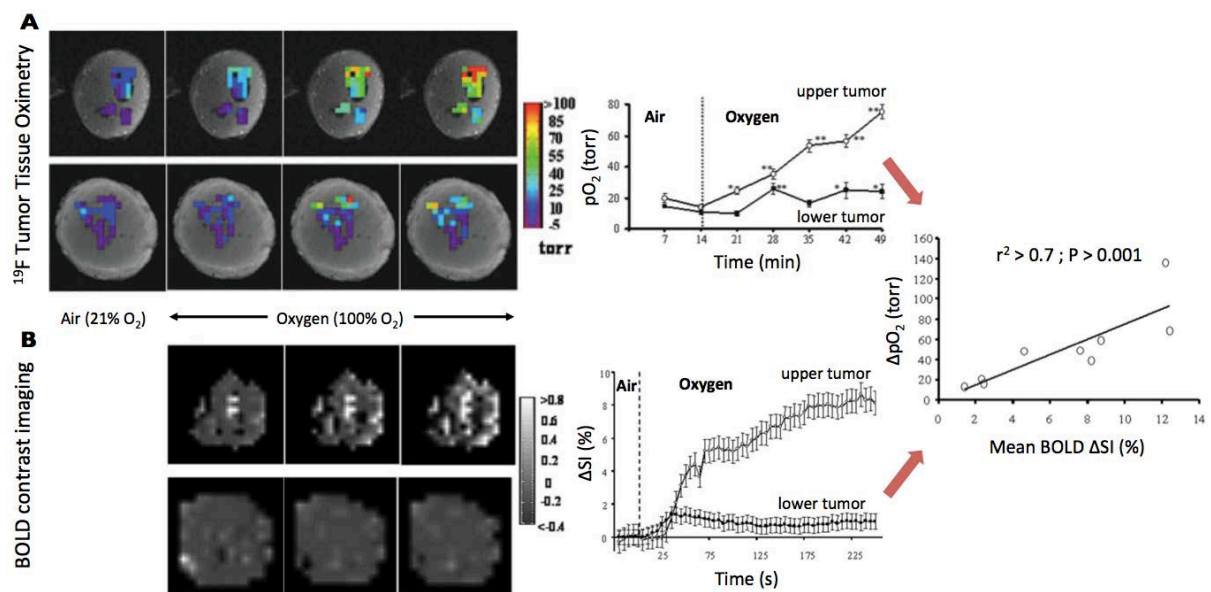 A
19F Tumor Tissue Oximetry
>100
85
70
55
40
25
10
-5
torr
Air (21% O2)
Oxygen (100% O2)
pO2 (torr)
80
60
40
20
0
Air
Oxygen
upper tumor
lower tumor
*
**
**
**
**
**
*
*
7 14 21 28 35 42 49
Time (min)
B
BOLD contrast imaging
>0.8
0.6
0.4
0.2
0
-0.2
<-0.4
ΔSI (%)
10
8
6
4
2
0
Air
Oxygen
upper tumor
lower tumor
25 75 125 175 225
Time (s)
r2 > 0.7 ; P > 0.001
ΔpO2 (torr)
160
140
120
100
80
60
40
20
0 2 4 6 8 10 12 14
Mean BOLD ΔSI (%)